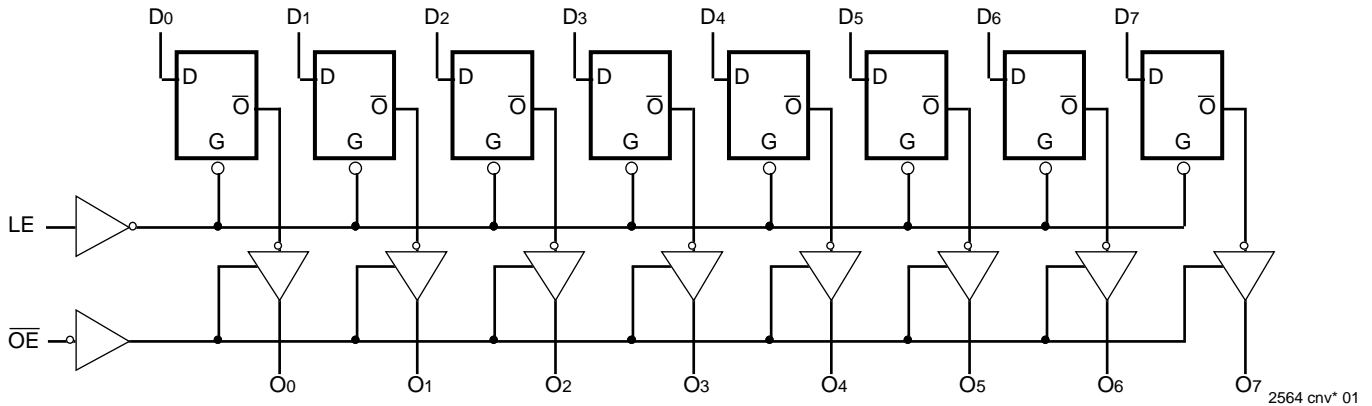 D0 D1 D2 D3 D4 D5 D6 D7
D D D D D D D D
O̅ O̅ O̅ O̅ O̅ O̅ O̅ O̅
G G G G G G G G
LE
O̅E̅
O0 O1 O2 O3 O4 O5 O6 O7
2564 cnv* 01